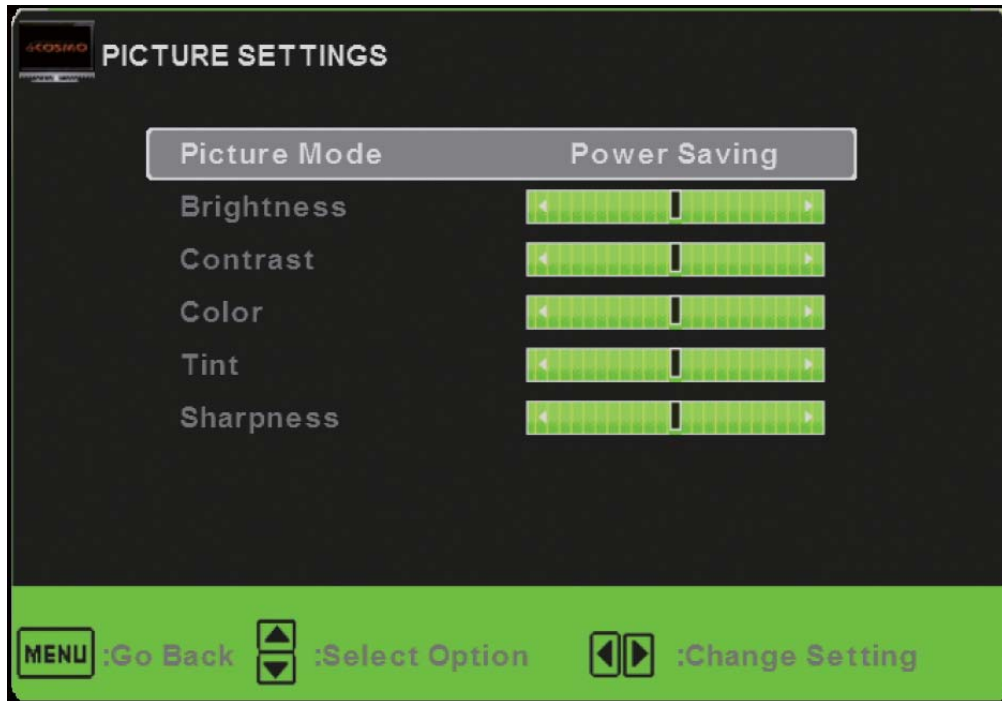 PICTURE SETTINGS
Picture Mode Power Saving
Brightness
Contrast
Color
Tint
Sharpness
MENU :Go Back :Select Option :Change Setting